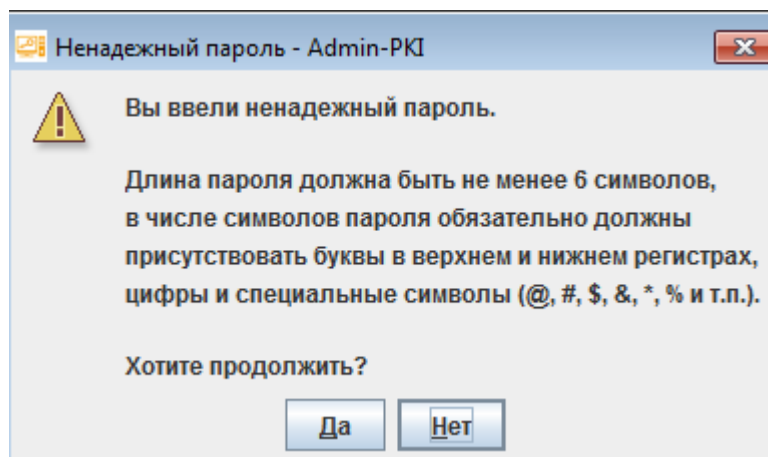 Ненадежный пароль - Admin-PKI
Вы ввели ненадежный пароль.
Длина пароля должна быть не менее 6 символов,
в числе символов пароля обязательно должны
присутствовать буквы в верхнем и нижнем регистрах,
цифры и специальные символы (@, #, $, &, *, % и т.п.).
Хотите продолжить?
Да
Нет